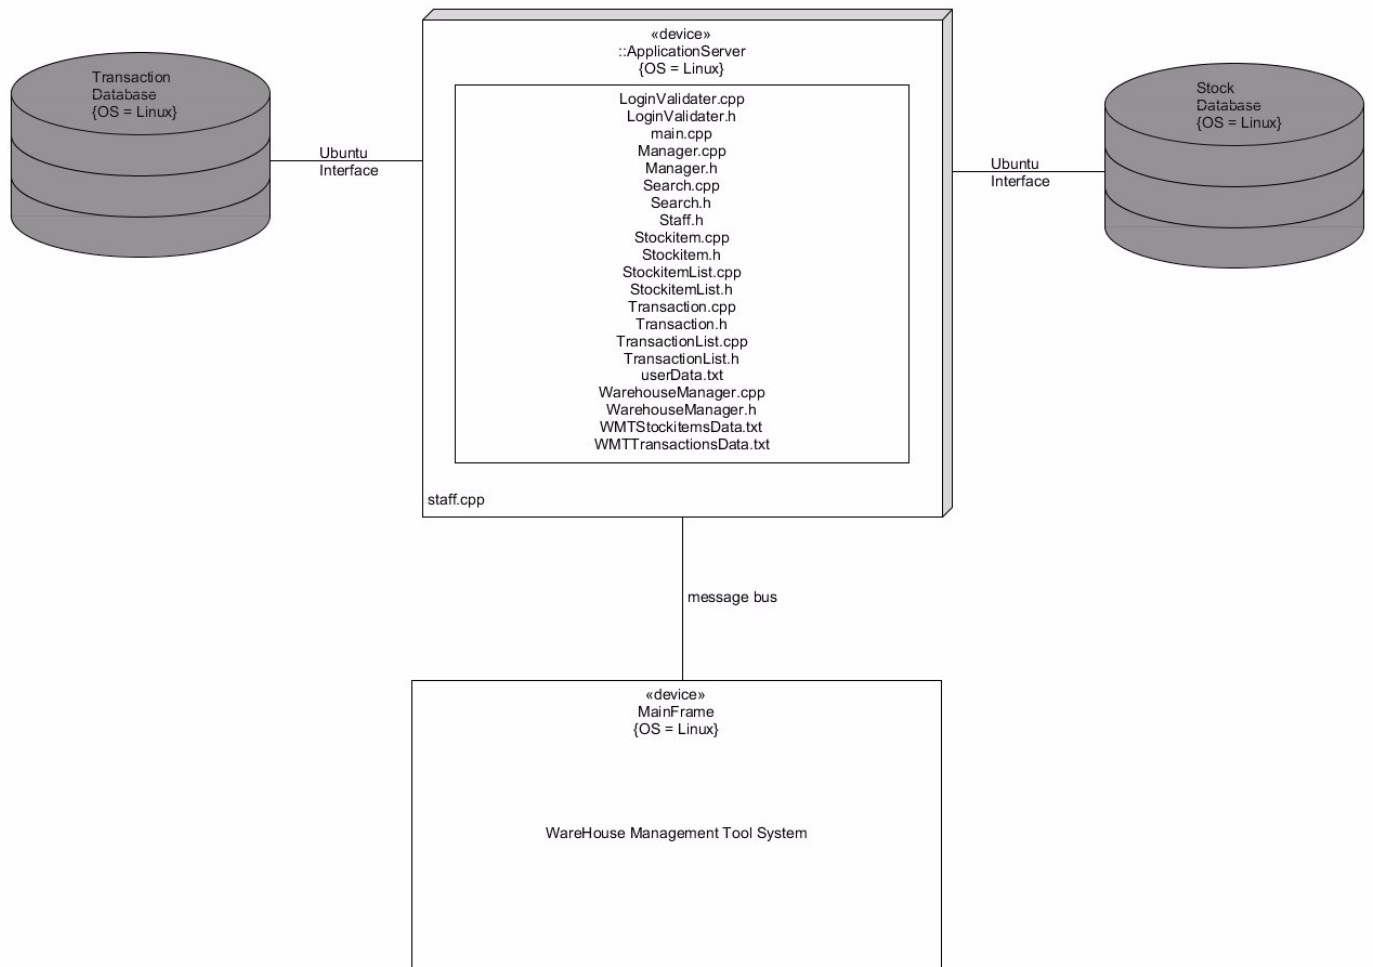 Transaction
Database
{OS = Linux}
Ubuntu
Interface
«device»
::ApplicationServer
{OS = Linux}
LoginValidater.cpp
LoginValidater.h
main.cpp
Manager.cpp
Manager.h
Search.cpp
Search.h
Staff.h
Stockitem.cpp
Stockitem.h
StockitemList.cpp
StockitemList.h
Transaction.cpp
Transaction.h
TransactionList.cpp
TransactionList.h
userData.txt
WarehouseManager.cpp
WarehouseManager.h
WMTStockitemsData.txt
WMTTransactionsData.txt
staff.cpp
Ubuntu
Interface
Stock
Database
{OS = Linux}
message bus
«device»
MainFrame
{OS = Linux}
WareHouse Management Tool System